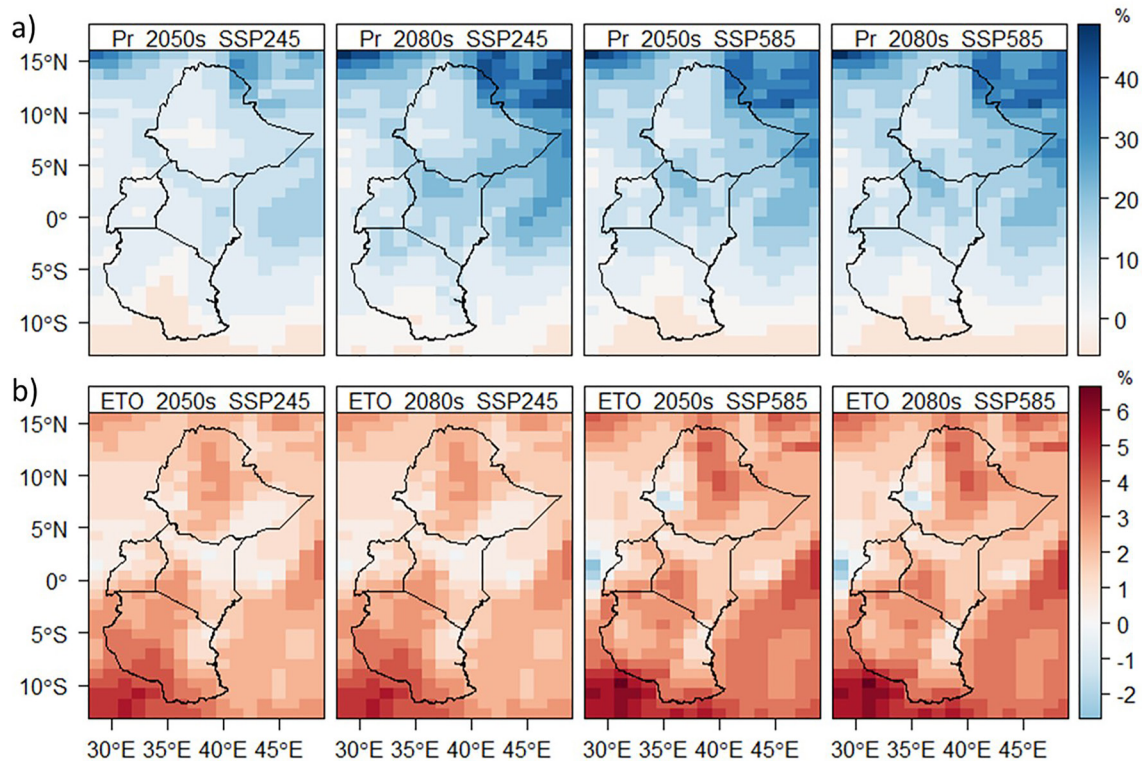 a)
Pr 2050s SSP245
Pr 2080s SSP245
Pr 2050s SSP585
Pr 2080s SSP585
%
15°N
10°N
5°N
0°
5°S
10°S
40
30
20
10
0
b)
ETO 2050s SSP245
ETO 2080s SSP245
ETO 2050s SSP585
ETO 2080s SSP585
%
15°N
10°N
5°N
0°
5°S
10°S
6
5
4
3
2
1
0
-1
-2
30°E 35°E 40°E 45°E
30°E 35°E 40°E 45°E
30°E 35°E 40°E 45°E
30°E 35°E 40°E 45°E